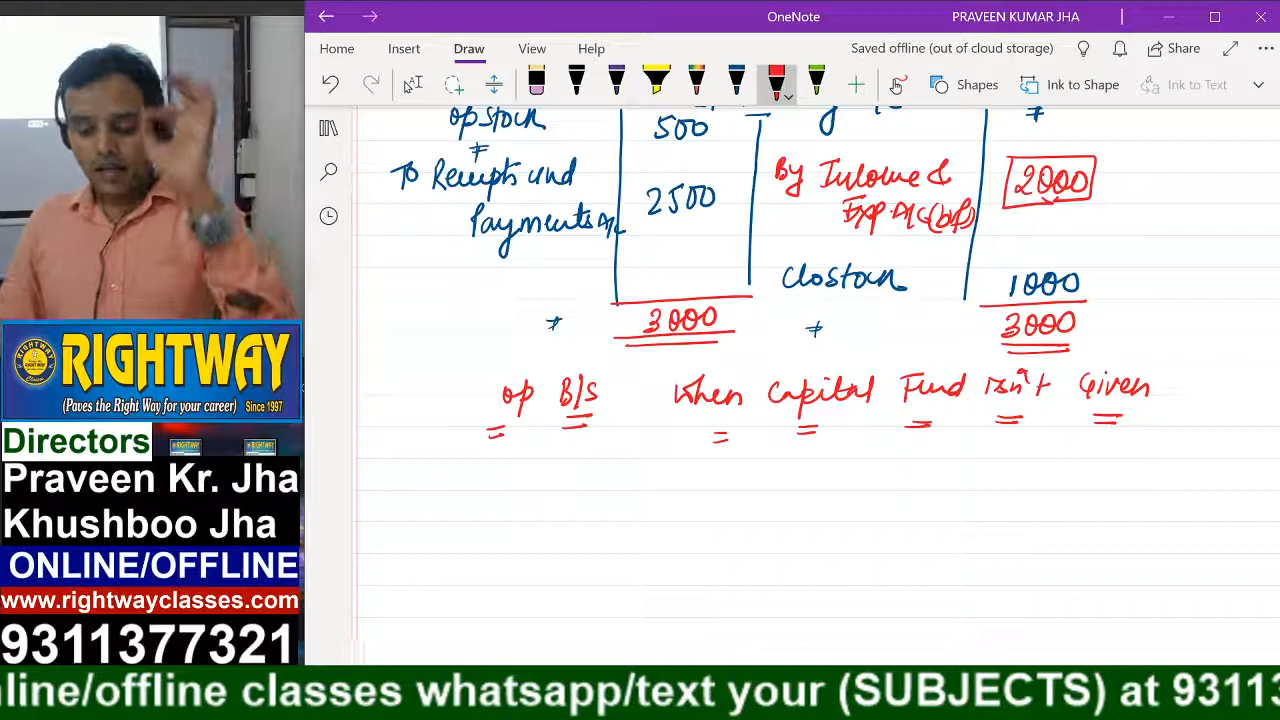 OneNote
PRAVEEN KUMAR JHA
Home Insert Draw View Help
Saved offline (out of cloud storage)
Share
Shapes
Ink to Shape
Ink to Text
op stock 500
To Receipts and
Payments A/c 2500
By Income &
Exp A/c (b/f) 2000
Clo stock 1000
3000 3000
op B/S when Capital Fund isn't Given
RIGHTWAY
(Paves the Right Way for your career) Since 1997
Directors
Praveen Kr. Jha
Khushboo Jha
ONLINE/OFFLINE
www.rightwayclasses.com
9311377321
nline/offline classes whatsapp/text your (SUBJECTS) at 93113